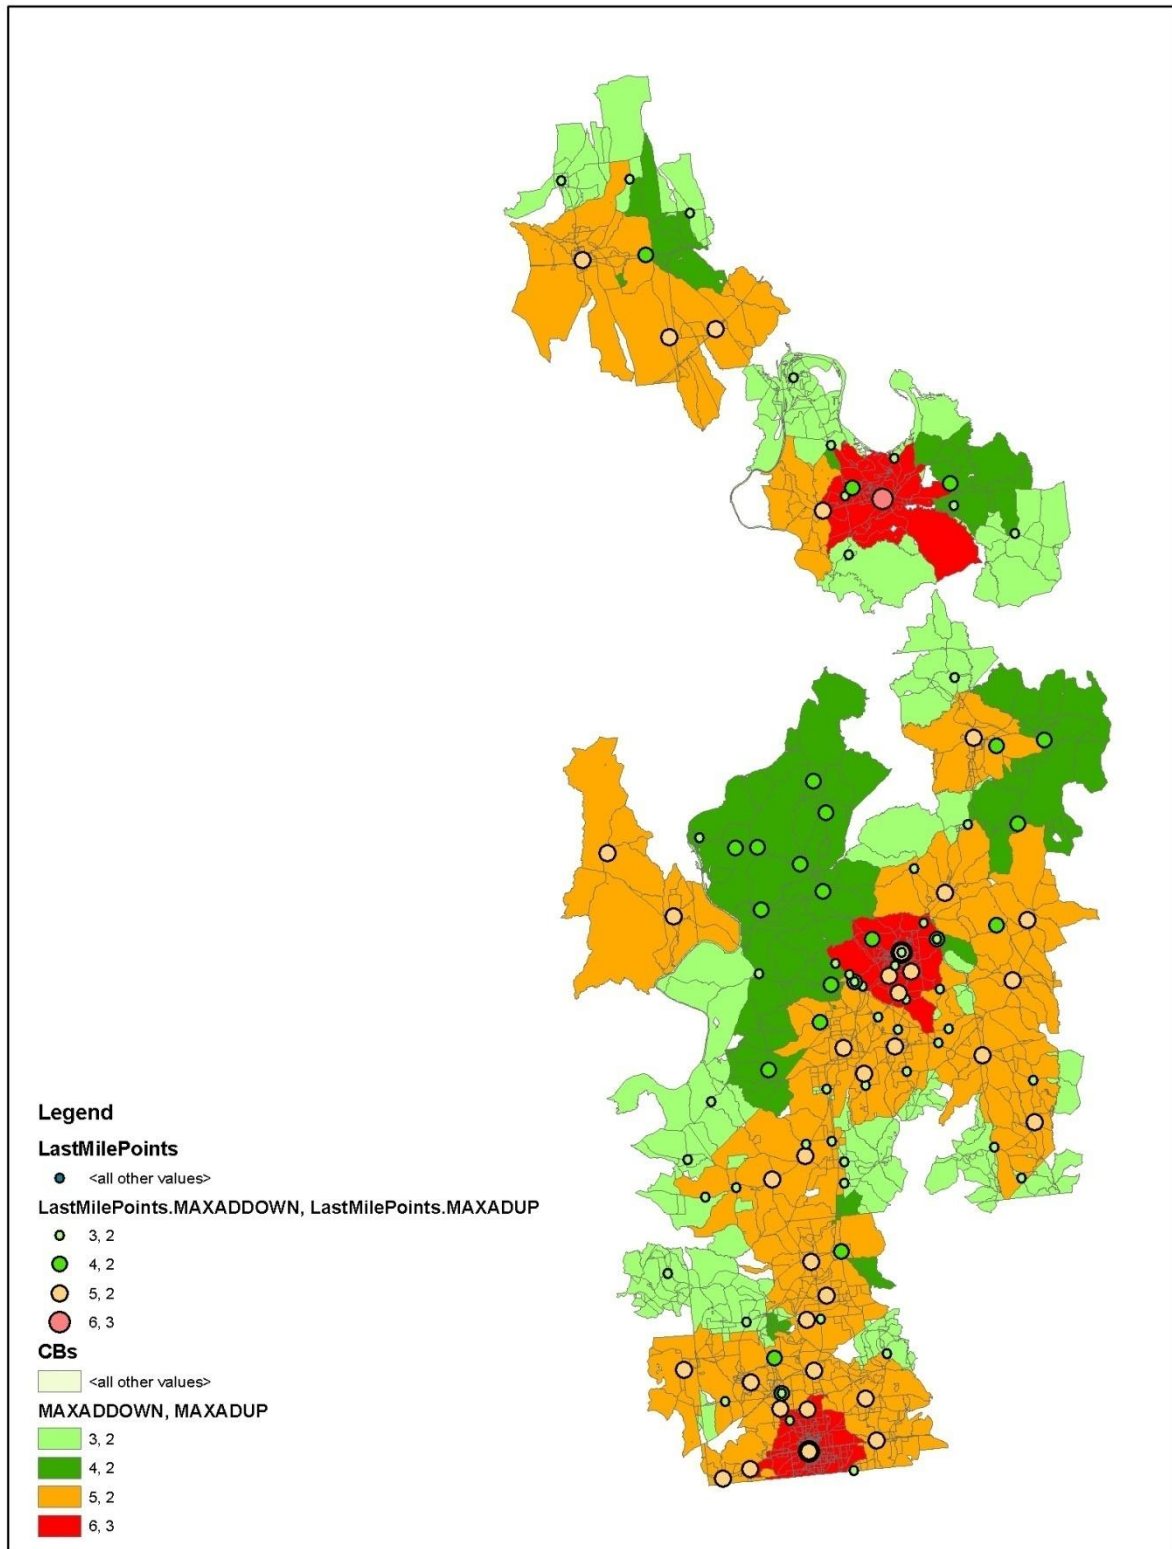 Legend
LastMilePoints
<all other values>
LastMilePoints.MAXADDOWN, LastMilePoints.MAXADUP
3, 2
4, 2
5, 2
6, 3
CBs
<all other values>
MAXADDOWN, MAXADUP
3, 2
4, 2
5, 2
6, 3